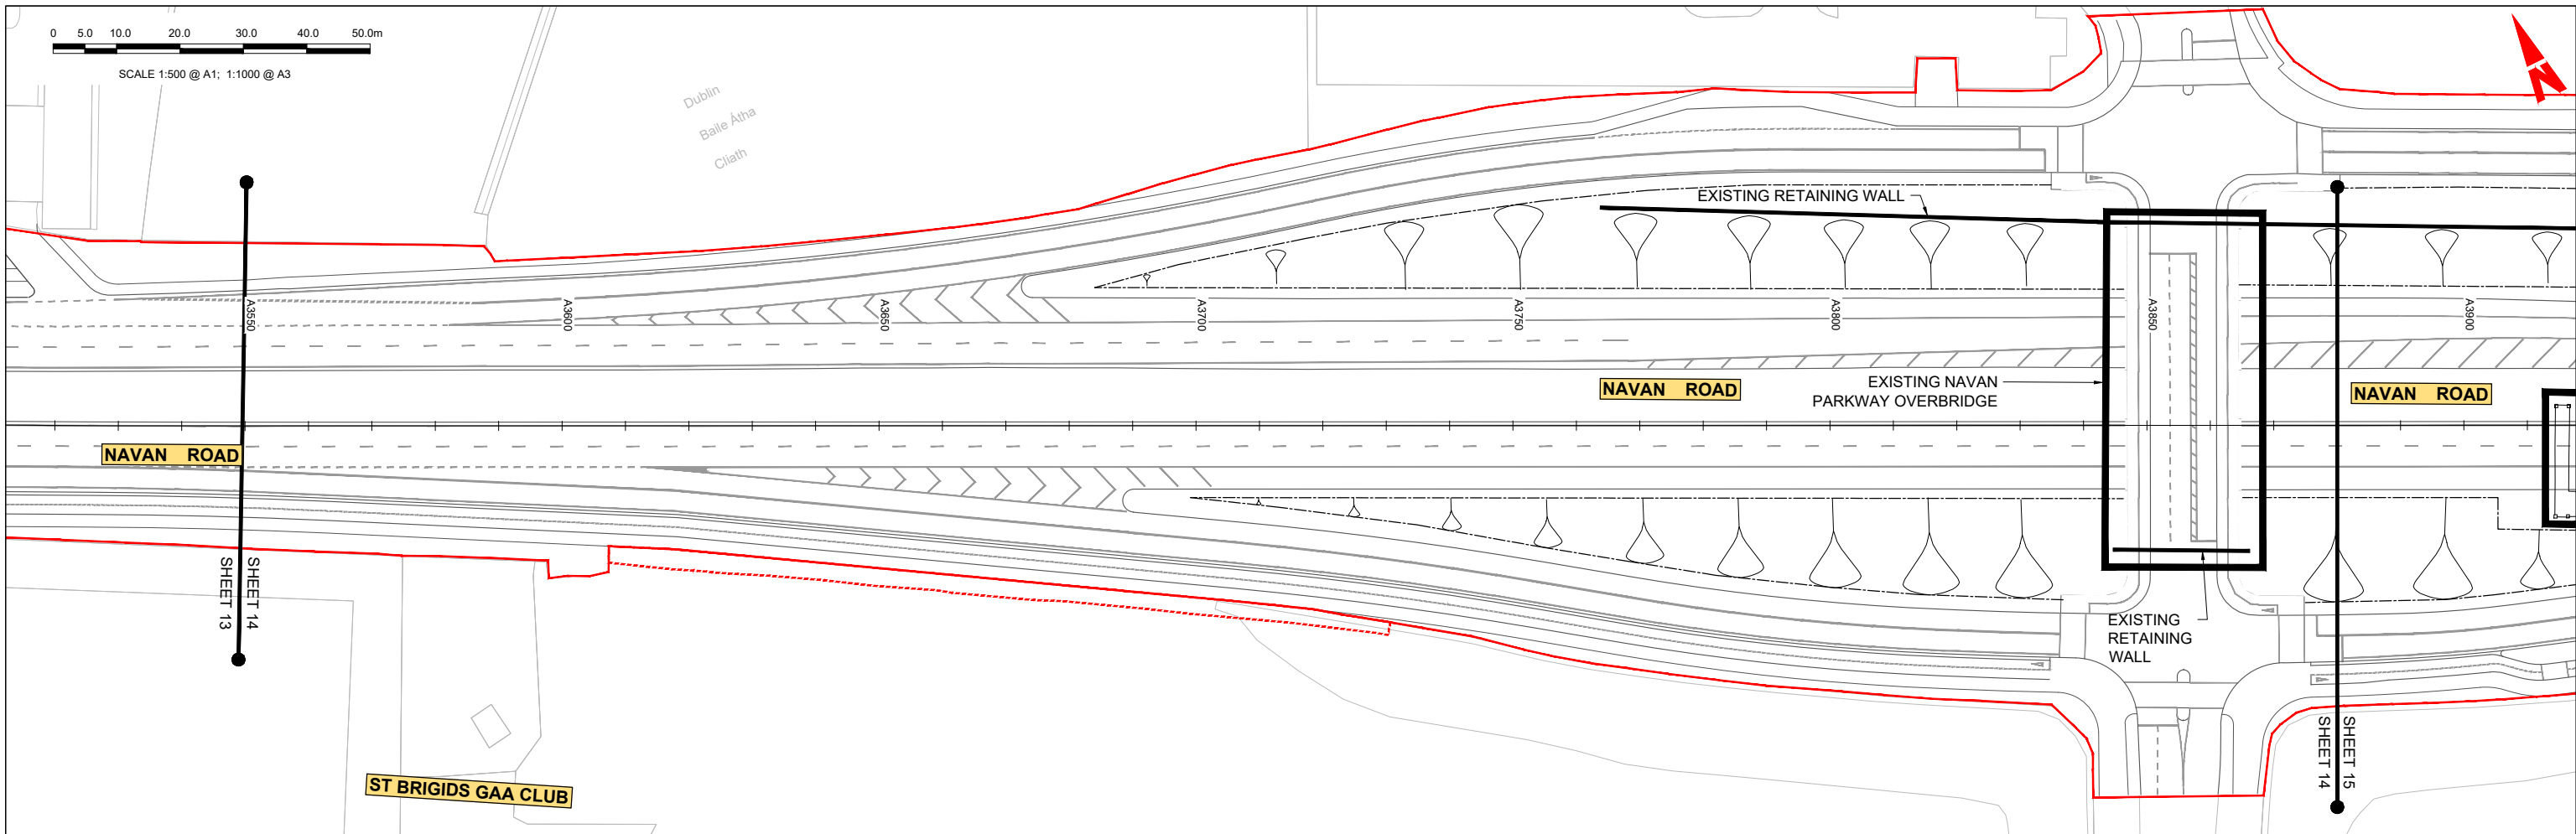 0 5.0 10.0 20.0 30.0 40.0 50.0m
SCALE 1:500 @ A1; 1:1000 @ A3
Dublin
Baile Átha
Cliath
N
EXISTING RETAINING WALL
A3550
A3600
A3650
A3700
A3750
A3800
A3850
A3900
NAVAN ROAD
EXISTING NAVAN
PARKWAY OVERBRIDGE
NAVAN ROAD
NAVAN ROAD
SHEET 14
SHEET 13
EXISTING
RETAINING
WALL
SHEET 15
SHEET 14
ST BRIGIDS GAA CLUB